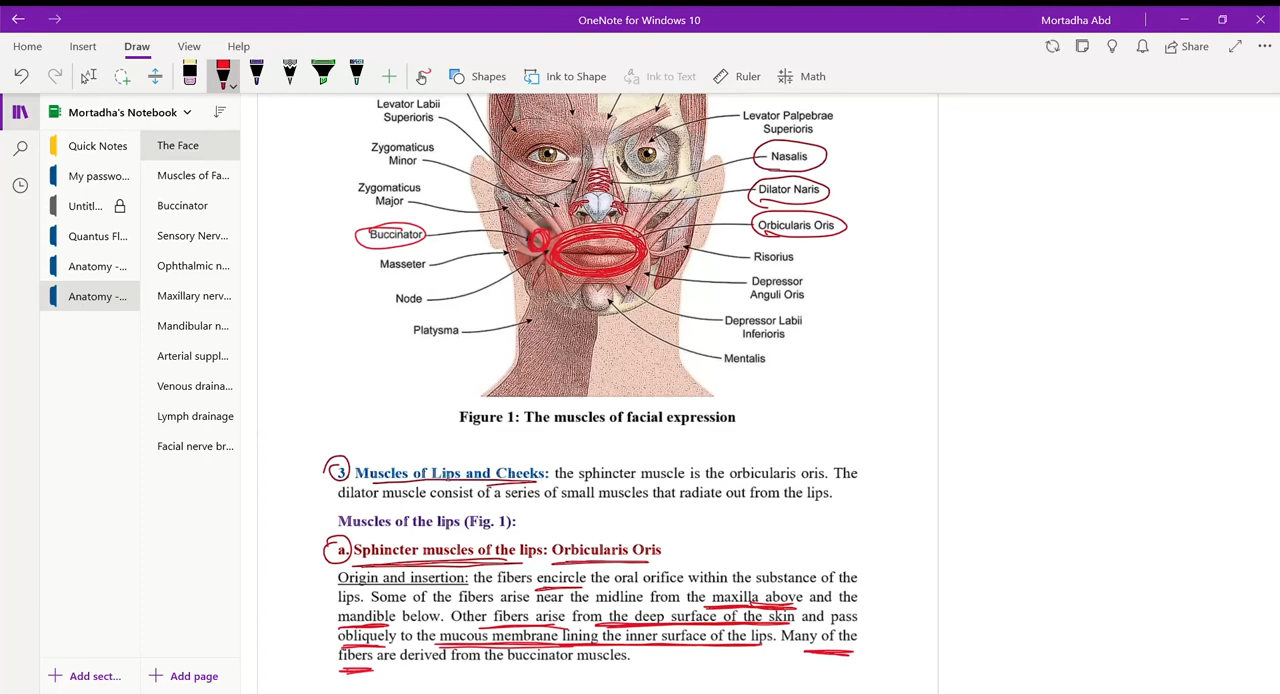 OneNote for Windows 10
Mortadha Abd
Home
Insert
Draw
View
Help
Share
Shapes
Ink to Shape
Ink to Text
Ruler
Math
Mortadha's Notebook
Quick Notes
My passwo...
Untitl...
Quantus Fl...
Anatomy -...
Anatomy -...
Add sect...
The Face
Muscles of Fa...
Buccinator
Sensory Nerv...
Ophthalmic n...
Maxillary nerv...
Mandibular n...
Arterial suppl...
Venous draina...
Lymph drainage
Facial nerve br...
Add page
Levator Labii
Superioris
Zygomaticus
Minor
Zygomaticus
Major
Buccinator
Masseter
Node
Platysma
Levator Palpebrae
Superioris
Nasalis
Dilator Naris
Orbicularis Oris
Risorius
Depressor
Anguli Oris
Depressor Labii
Inferioris
Mentalis
Figure 1: The muscles of facial expression
3 Muscles of Lips and Cheeks: the sphincter muscle is the orbicularis oris. The
dilator muscle consist of a series of small muscles that radiate out from the lips.
Muscles of the lips (Fig. 1):
a. Sphincter muscles of the lips: Orbicularis Oris
Origin and insertion: the fibers encircle the oral orifice within the substance of the
lips. Some of the fibers arise near the midline from the maxilla above and the
mandible below. Other fibers arise from the deep surface of the skin and pass
obliquely to the mucous membrane lining the inner surface of the lips. Many of the
fibers are derived from the buccinator muscles.